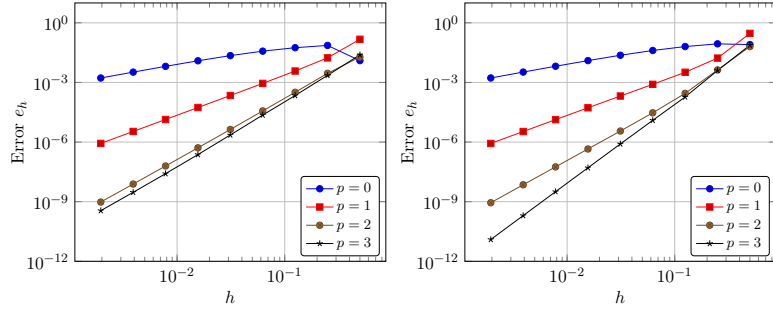 10^0
10^{-3}
10^{-6}
10^{-9}
10^{-12}
Error e_h
10^{-2}
10^{-1}
h
p = 0
p = 1
p = 2
p = 3
10^0
10^{-3}
10^{-6}
10^{-9}
10^{-12}
Error e_h
10^{-2}
10^{-1}
h
p = 0
p = 1
p = 2
p = 3